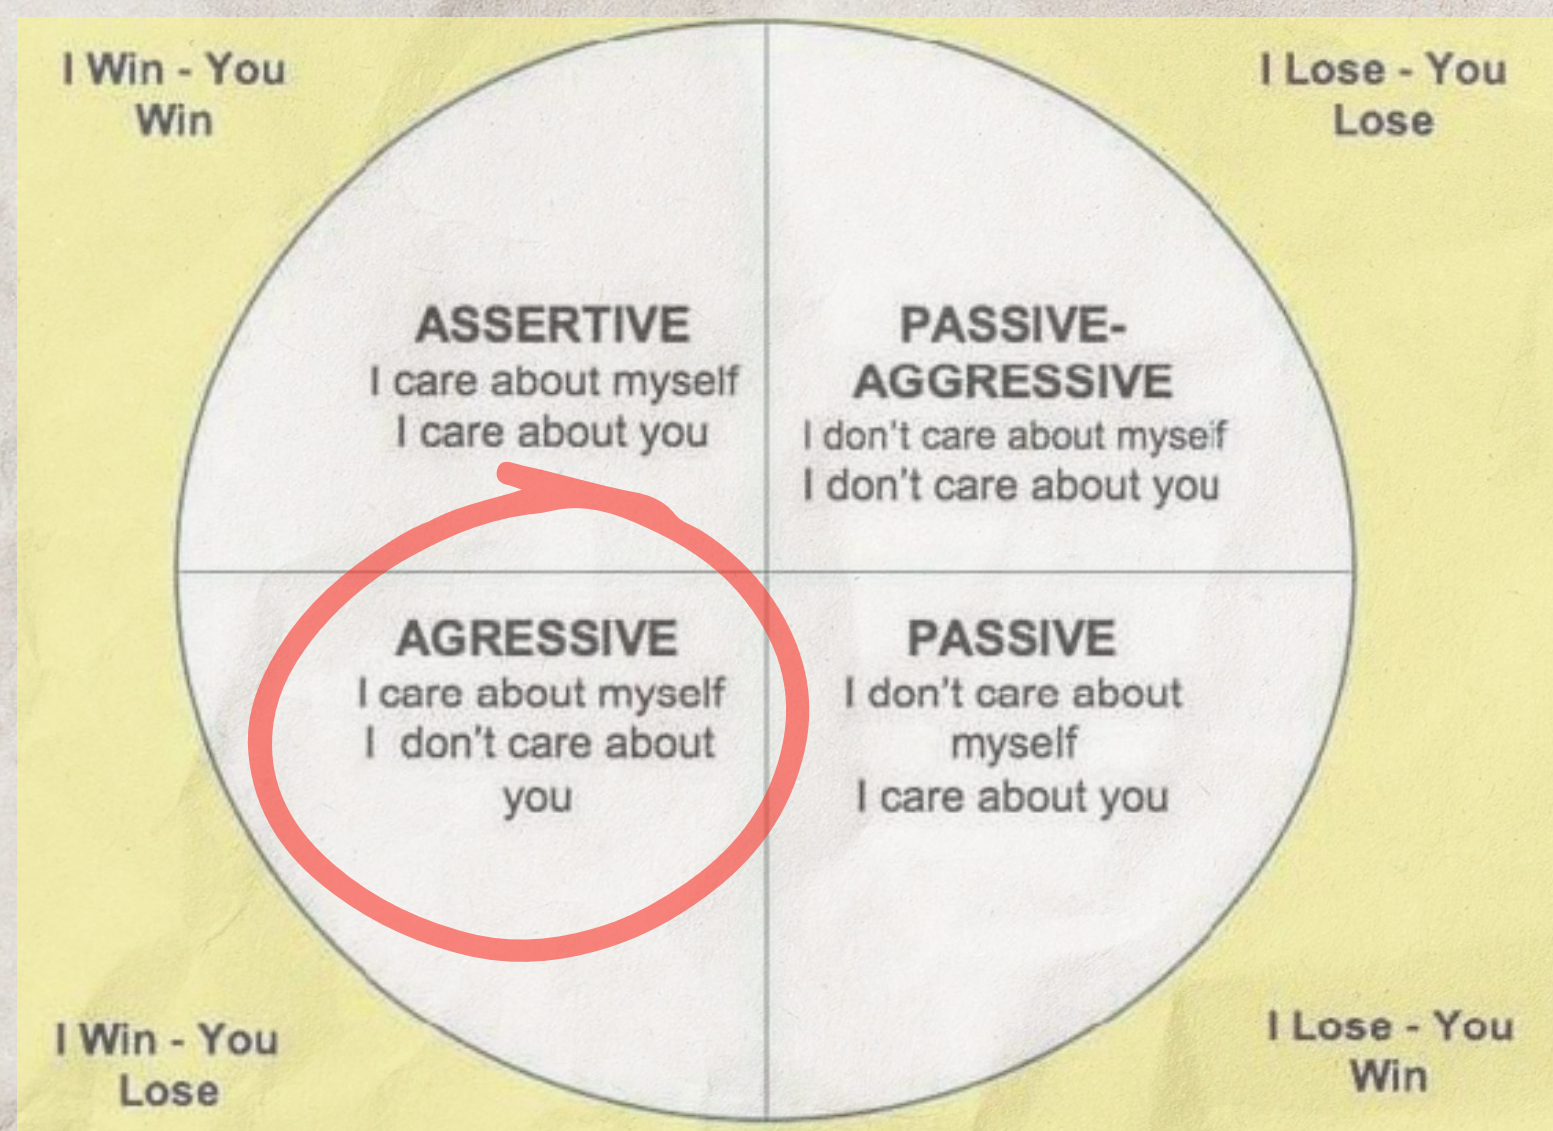 I Win - You
Win
I Lose - You
Lose
ASSERTIVE
I care about myself
I care about you
PASSIVE-
AGGRESSIVE
I don't care about myself
I don't care about you
AGRESSIVE
I care about myself
I don't care about
you
PASSIVE
I don't care about
myself
I care about you
I Win - You
Lose
I Lose - You
Win